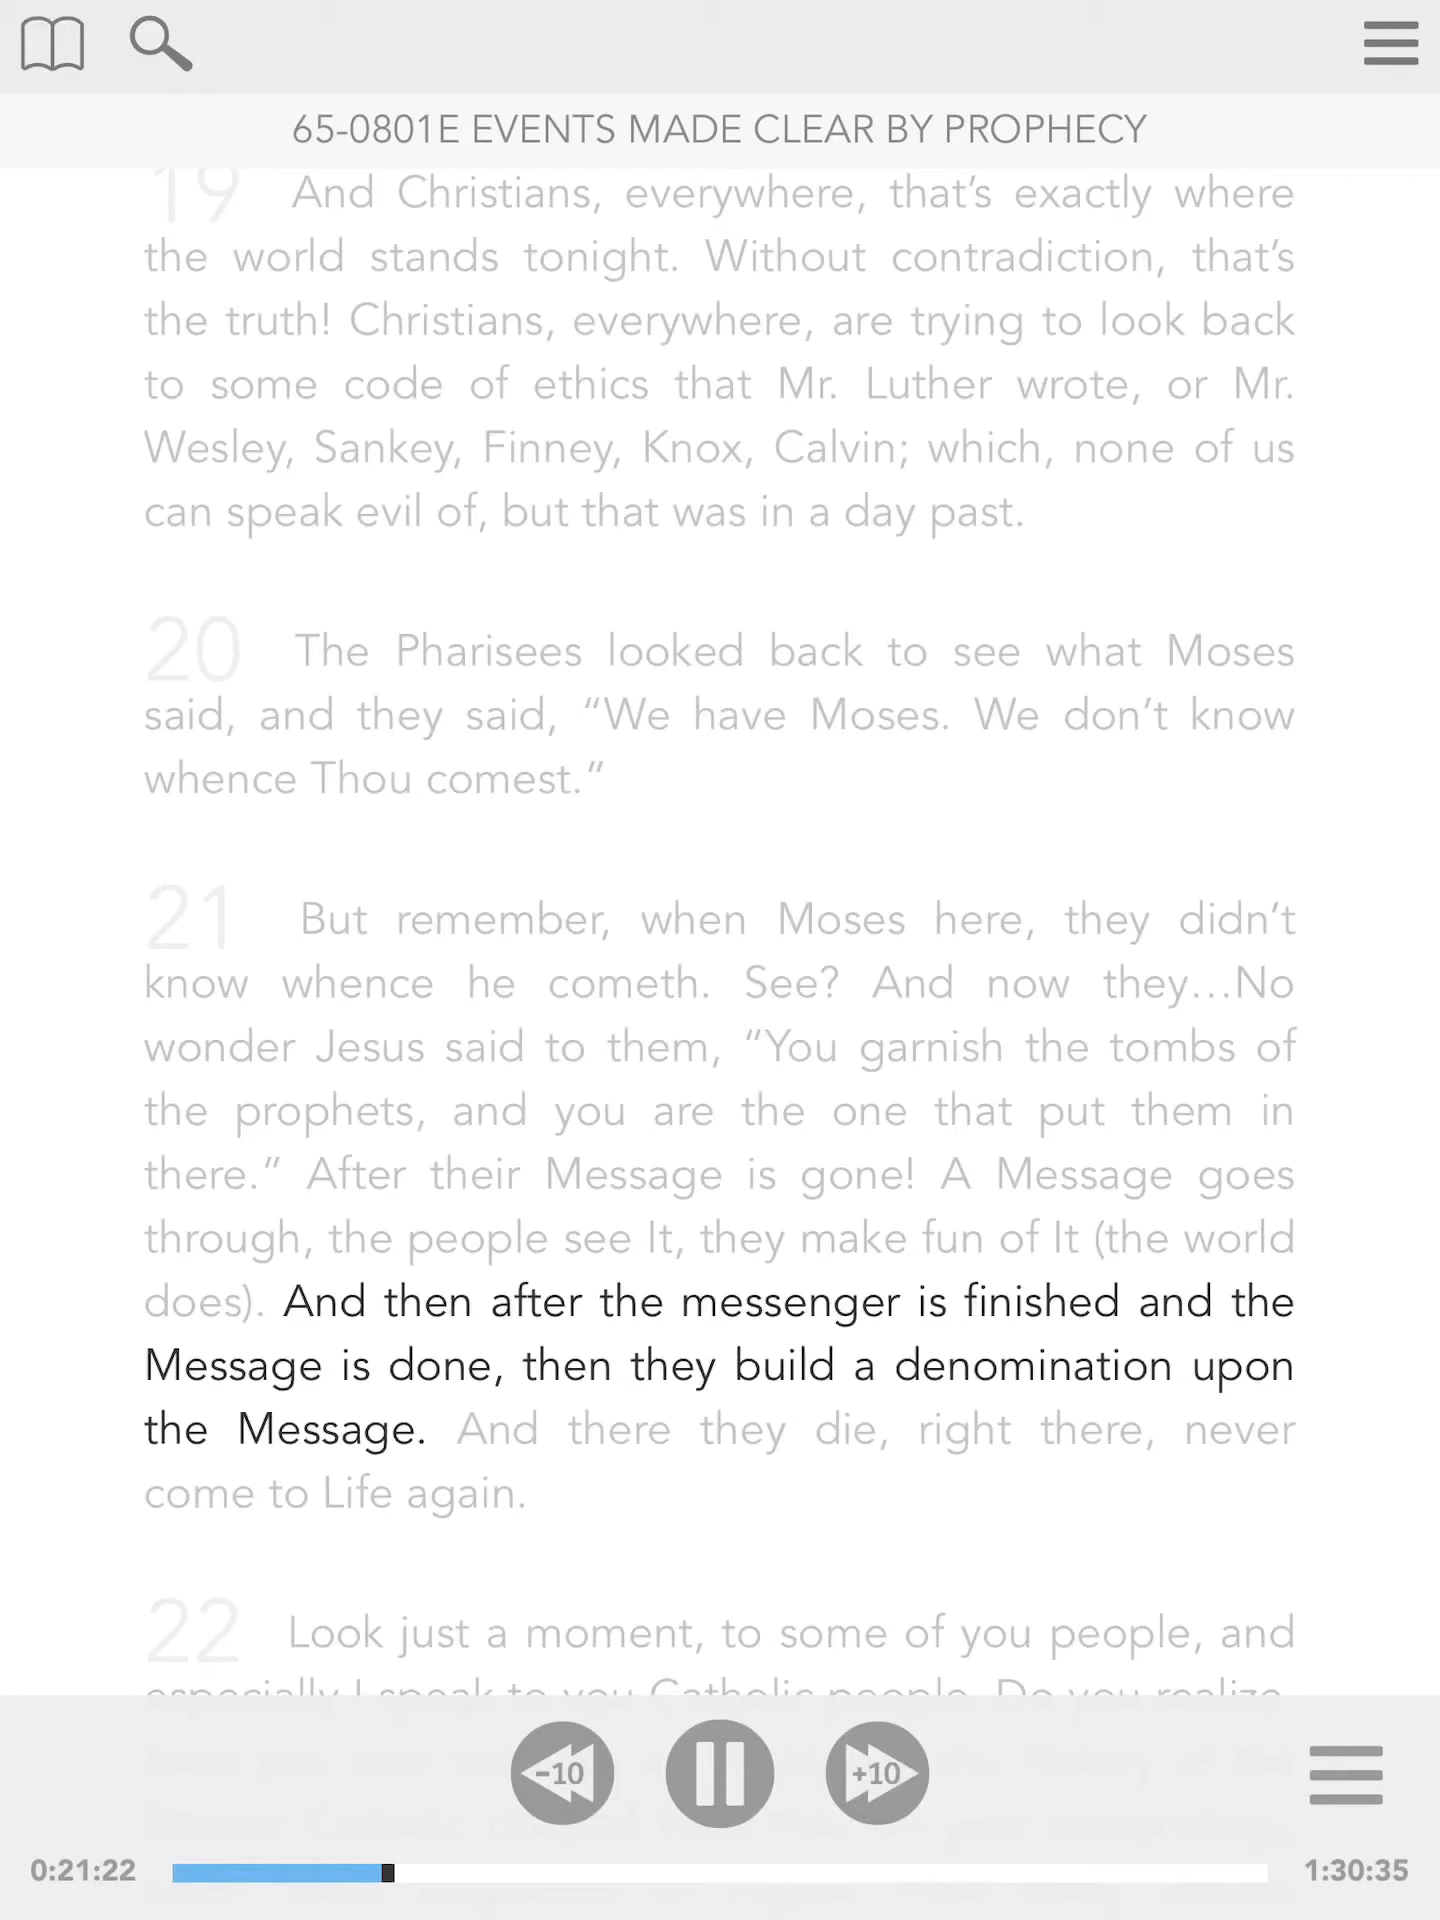 65-0801E EVENTS MADE CLEAR BY PROPHECY
19 And Christians, everywhere, that’s exactly where
the world stands tonight. Without contradiction, that’s
the truth! Christians, everywhere, are trying to look back
to some code of ethics that Mr. Luther wrote, or Mr.
Wesley, Sankey, Finney, Knox, Calvin; which, none of us
can speak evil of, but that was in a day past.
20 The Pharisees looked back to see what Moses
said, and they said, “We have Moses. We don’t know
whence Thou comest.”
21 But remember, when Moses here, they didn’t
know whence he cometh. See? And now they…No
wonder Jesus said to them, “You garnish the tombs of
the prophets, and you are the one that put them in
there.” After their Message is gone! A Message goes
through, the people see It, they make fun of It (the world
does). And then after the messenger is finished and the
Message is done, then they build a denomination upon
the Message. And there they die, right there, never
come to Life again.
22 Look just a moment, to some of you people, and
especially I speak to you Catholic people. Do you realize
-10 +10
0:21:22 1:30:35